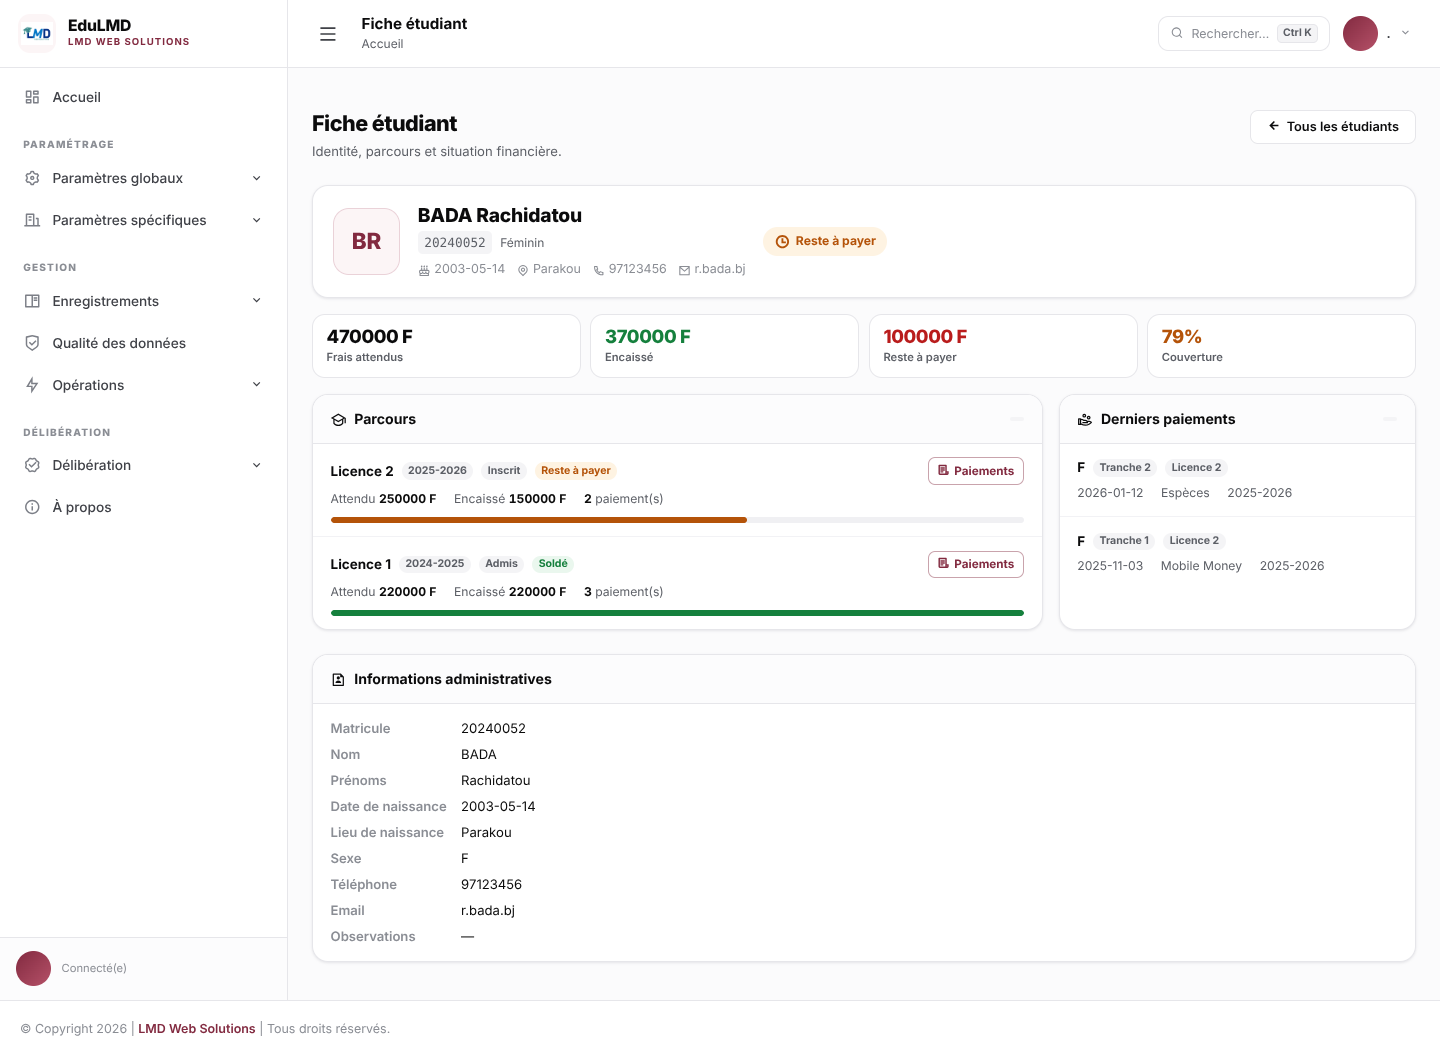 LMD
EduLMD
LMD WEB SOLUTIONS
Fiche étudiant
Accueil
Rechercher...
Ctrl K
.
Accueil
PARAMÉTRAGE
Paramètres globaux
Paramètres spécifiques
GESTION
Enregistrements
Qualité des données
Opérations
DÉLIBÉRATION
Délibération
À propos
Connecté(e)
Fiche étudiant
Identité, parcours et situation financière.
Tous les étudiants
BR
BADA Rachidatou
20240052 Féminin
2003-05-14 Parakou 97123456 r.bada.bj
Reste à payer
470000 F
Frais attendus
370000 F
Encaissé
100000 F
Reste à payer
79%
Couverture
Parcours
Licence 2 2025-2026 Inscrit Reste à payer
Paiements
Attendu 250000 F Encaissé 150000 F 2 paiement(s)
Licence 1 2024-2025 Admis Soldé
Paiements
Attendu 220000 F Encaissé 220000 F 3 paiement(s)
Derniers paiements
F Tranche 2 Licence 2
2026-01-12 Espèces 2025-2026
F Tranche 1 Licence 2
2025-11-03 Mobile Money 2025-2026
Informations administratives
Matricule 20240052
Nom BADA
Prénoms Rachidatou
Date de naissance 2003-05-14
Lieu de naissance Parakou
Sexe F
Téléphone 97123456
Email r.bada.bj
Observations —
© Copyright 2026 | LMD Web Solutions | Tous droits réservés.